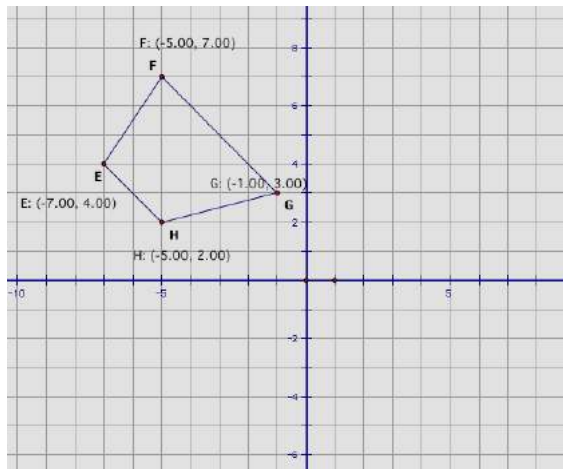 8
F: (-5.00, 7.00)
F
6
4
E
G: (-1.00, 3.00)
E: (-7.00, 4.00)
G
2
H
H: (-5.00, 2.00)
-10
-5
5
-2
-4
-6